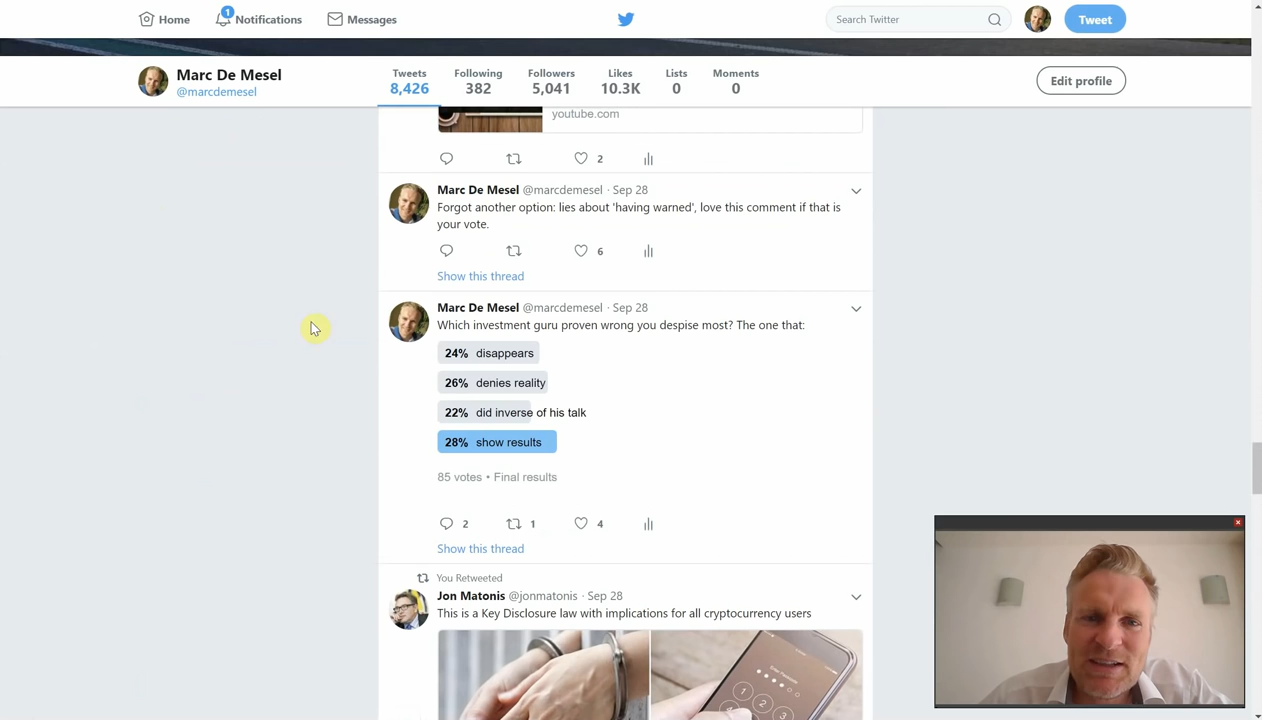 Home
1
Notifications
Messages
Search Twitter
Tweet
Marc De Mesel
@marcdemesel
Tweets
8,426
Following
382
Followers
5,041
Likes
10.3K
Lists
0
Moments
0
Edit profile
youtube.com
2
Marc De Mesel @marcdemesel · Sep 28
Forgot another option: lies about 'having warned', love this comment if that is
your vote.
6
Show this thread
Marc De Mesel @marcdemesel · Sep 28
Which investment guru proven wrong you despise most? The one that:
24% disappears
26% denies reality
22% did inverse of his talk
28% show results
85 votes • Final results
2 1 4
Show this thread
You Retweeted
Jon Matonis @jonmatonis · Sep 28
This is a Key Disclosure law with implications for all cryptocurrency users
1
2
3